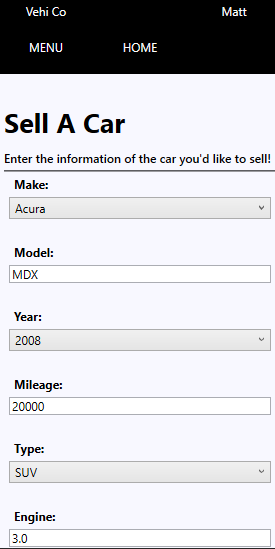 Vehi Co Matt
MENU HOME
Sell A Car
Enter the information of the car you'd like to sell!
Make:
Acura
Model:
MDX
Year:
2008
Mileage:
20000
Type:
SUV
Engine:
3.0